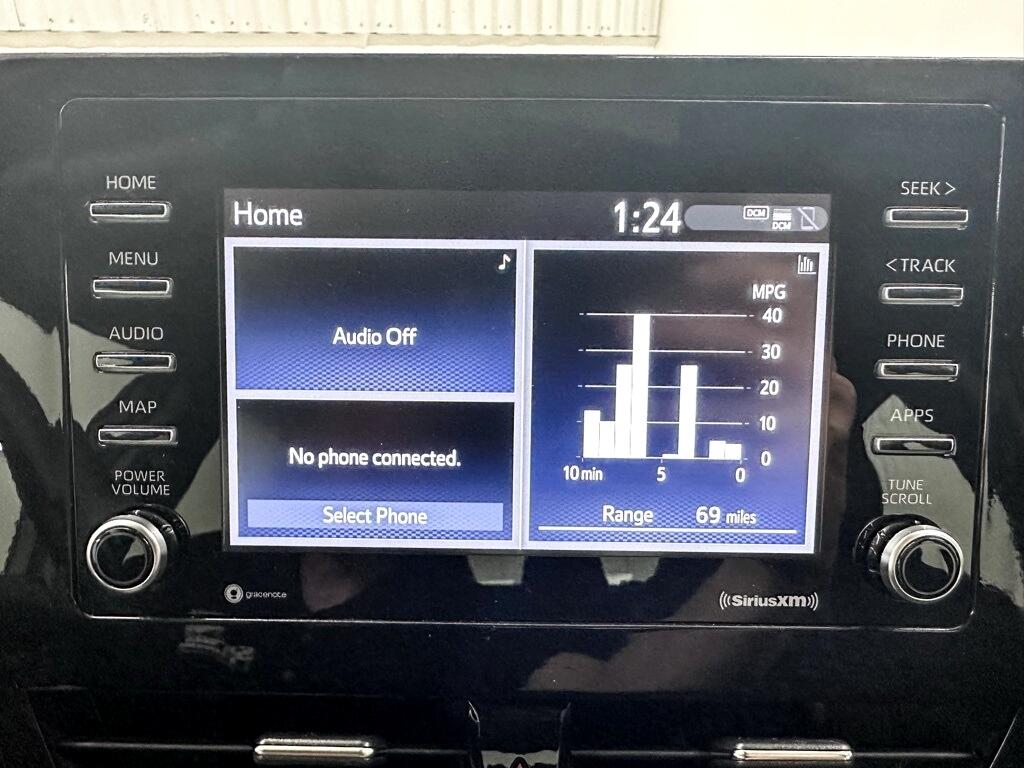 HOME
MENU
AUDIO
MAP
POWER
VOLUME
Home
1:24
DCM
DCM
Audio Off
No phone connected.
Select Phone
MPG
40
30
20
10
0
10 min 5 0
Range 69 miles
SEEK >
< TRACK
PHONE
APPS
TUNE
SCROLL
gracenote
SiriusXM